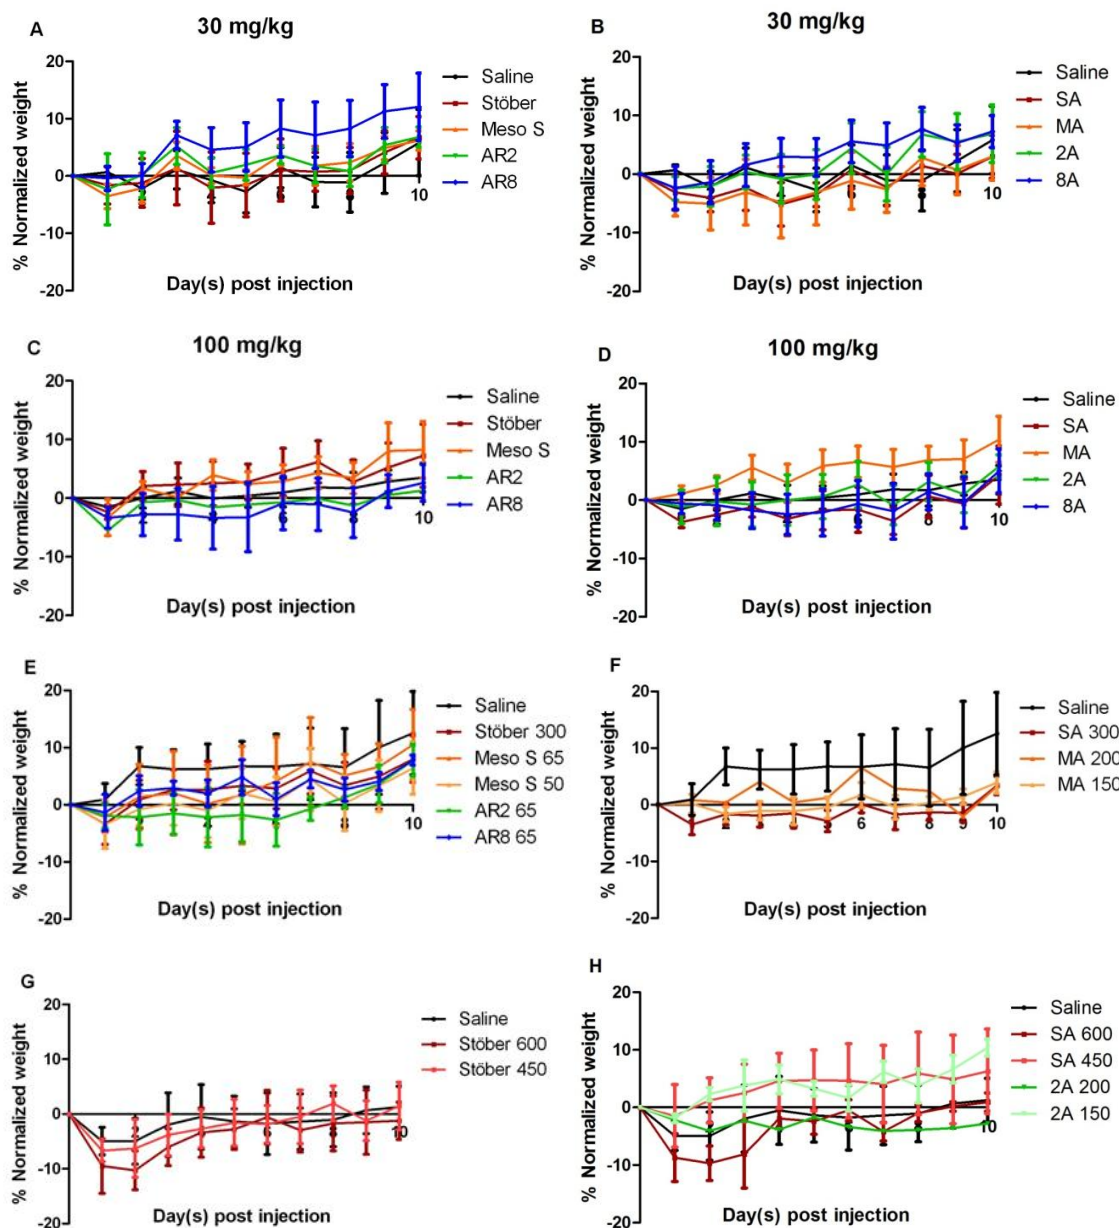 A
30 mg/kg
% Normalized weight
20
10
0
-10
-20
10
Day(s) post injection
Saline
Stöber
Meso S
AR2
AR8
B
30 mg/kg
% Normalized weight
20
10
0
-10
-20
10
Day(s) post injection
Saline
SA
MA
2A
8A
C
100 mg/kg
% Normalized weight
20
10
0
-10
-20
10
Day(s) post injection
Saline
Stöber
Meso S
AR2
AR8
D
100 mg/kg
% Normalized weight
20
10
0
-10
-20
8
10
Day(s) post injection
Saline
SA
MA
2A
8A
E
% Normalized weight
20
10
0
-10
-20
8
10
Day(s) post injection
Saline
Stöber 300
Meso S 65
Meso S 50
AR2 65
AR8 65
F
% Normalized weight
20
10
0
-10
-20
6
8
10
Day(s) post injection
Saline
SA 300
MA 200
MA 150
G
% Normalized weight
20
10
0
-10
-20
10
Day(s) post injection
Saline
Stöber 600
Stöber 450
H
% Normalized weight
20
10
0
-10
-20
10
Day(s) post injection
Saline
SA 600
SA 450
2A 200
2A 150